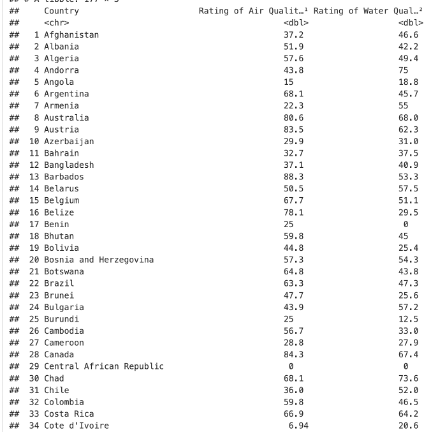 ## # A tibble: 177 × 3
## Country Rating of Air Qualit…¹ Rating of Water Qual…²
## <chr> <dbl> <dbl>
## 1 Afghanistan 37.2 46.6
## 2 Albania 51.9 42.2
## 3 Algeria 57.6 49.4
## 4 Andorra 43.8 75
## 5 Angola 15 18.8
## 6 Argentina 68.1 45.7
## 7 Armenia 22.3 55
## 8 Australia 80.6 68.0
## 9 Austria 83.5 62.3
## 10 Azerbaijan 29.9 31.0
## 11 Bahrain 32.7 37.5
## 12 Bangladesh 37.1 40.9
## 13 Barbados 88.3 53.3
## 14 Belarus 50.5 57.5
## 15 Belgium 67.7 51.1
## 16 Belize 78.1 29.5
## 17 Benin 25 0
## 18 Bhutan 59.8 45
## 19 Bolivia 44.8 25.4
## 20 Bosnia and Herzegovina 57.3 54.3
## 21 Botswana 64.8 43.8
## 22 Brazil 63.3 47.3
## 23 Brunei 47.7 25.6
## 24 Bulgaria 43.9 57.2
## 25 Burundi 25 12.5
## 26 Cambodia 56.7 33.0
## 27 Cameroon 28.8 27.9
## 28 Canada 84.3 67.4
## 29 Central African Republic 0 0
## 30 Chad 68.1 73.6
## 31 Chile 36.0 52.0
## 32 Colombia 59.8 46.5
## 33 Costa Rica 66.9 64.2
## 34 Cote d'Ivoire 6.94 20.6